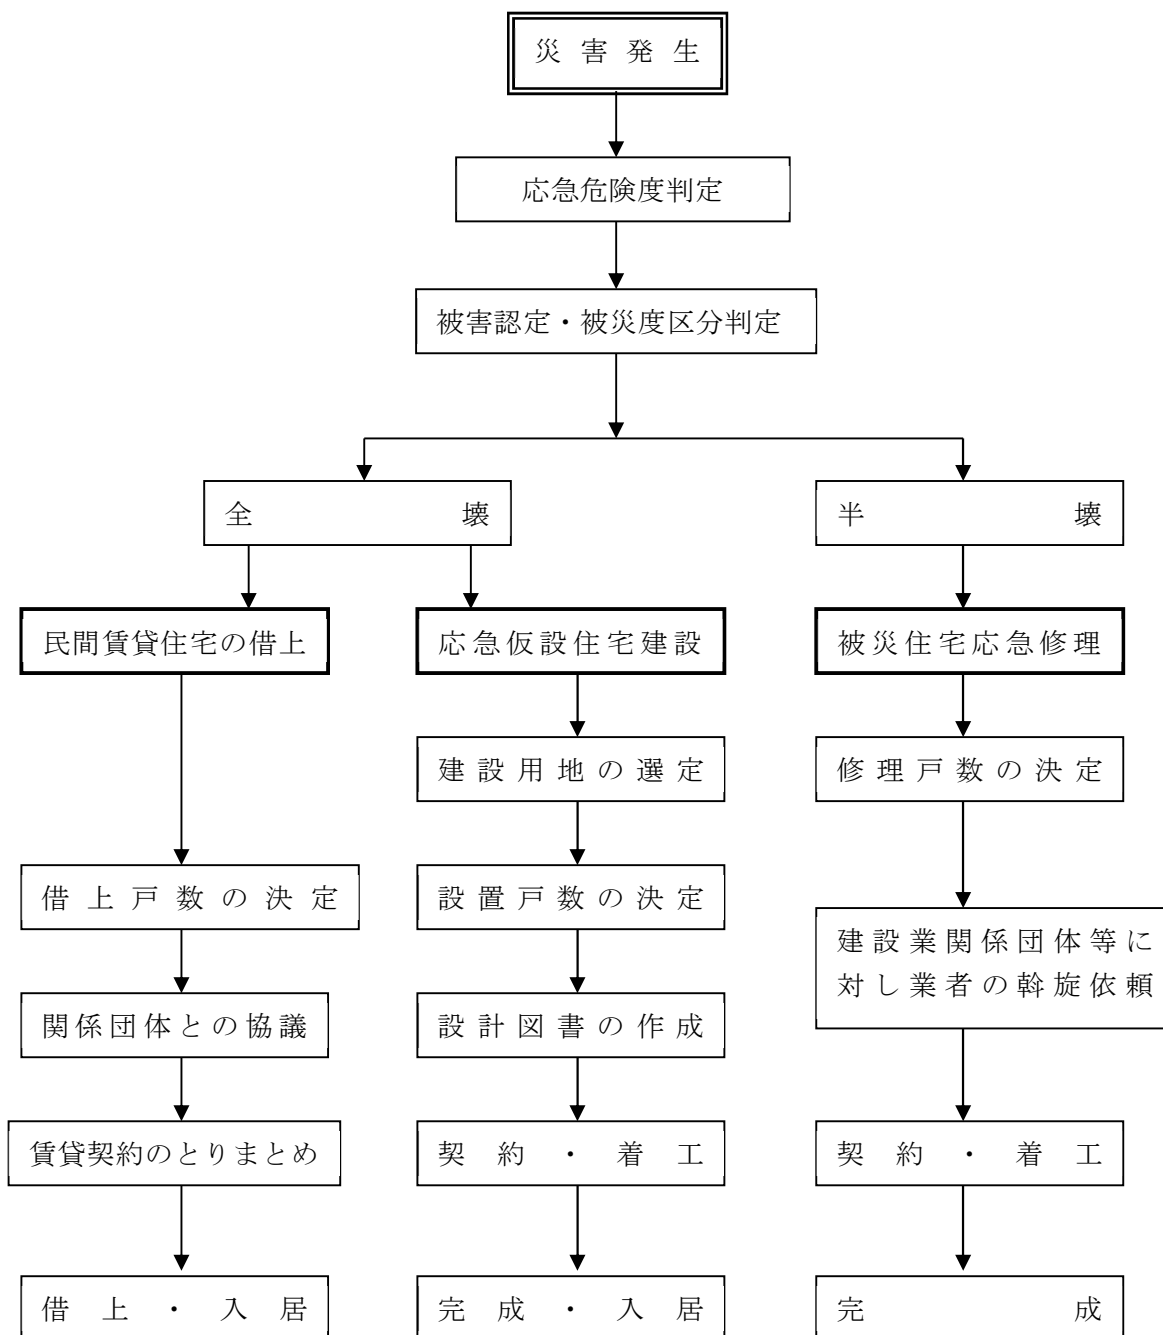 災害発生
応急危険度判定
被害認定・被災度区分判定
全壊
半壊
民間賃貸住宅の借上
応急仮設住宅建設
被災住宅応急修理
建設用地の選定
修理戸数の決定
借上戸数の決定
設置戸数の決定
建設業関係団体等に
対し業者の斡旋依頼
関係団体との協議
設計図書の作成
賃貸契約のとりまとめ
契約・着工
契約・着工
借上・入居
完成・入居
完成